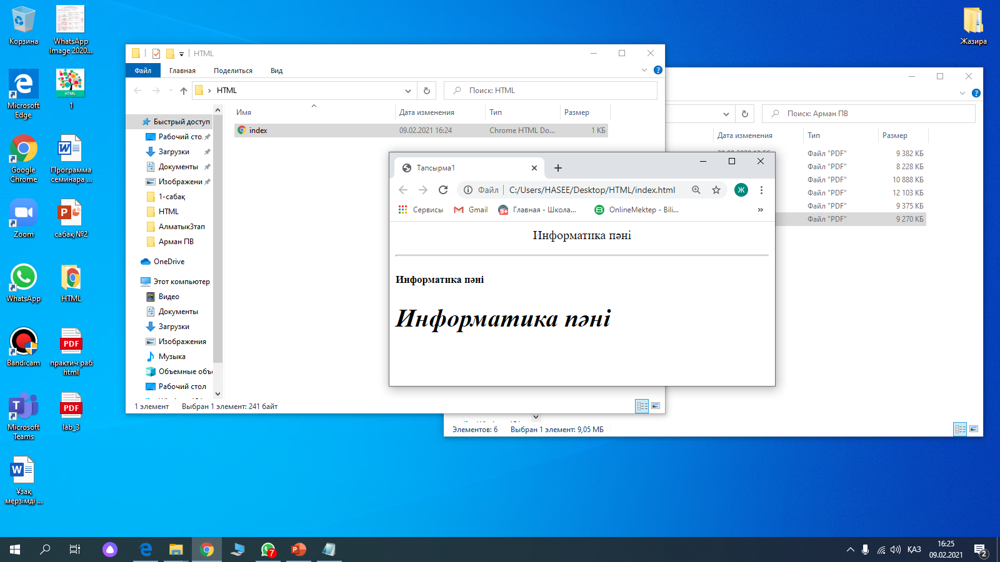 Корзина
WhatsApp
Image 2020...
Жазира
Microsoft
Edge
HTML
1
Google
Chrome
Программа
семинара ...
Zoom
сабақ №2
WhatsApp
HTML
Bandicam
PDF
практич раб
html
Microsoft
Teams
PDF
lab_3
Ұзақ
мерзімді ...
HTML
Файл
Главная
Поделиться
Вид
HTML
Поиск: HTML
Имя
Дата изменения
Тип
Размер
index
09.02.2021 16:24
Chrome HTML Do...
1 КБ
Быстрый доступ
Рабочий сто.
Загрузки
Документы
Изображени
1-сабақ
HTML
АлматыкЗтап
Арман ПВ
OneDrive
Этот компьютер
Видео
Документы
Загрузки
Изображения
Музыка
Объемные объ
Рабочий стол
1 элемент
Выбран 1 элемент: 241 байт
Поиск: Арман ПВ
Дата изменения
Тип
Размер
Файл "PDF"
9 382 КБ
Файл "PDF"
8 228 КБ
Файл "PDF"
10 888 КБ
Файл "PDF"
12 103 КБ
Файл "PDF"
9 375 КБ
Файл "PDF"
9 270 КБ
Элементов: 6
Выбран 1 элемент: 9,05 МБ
Тапсырма1
Файл
C:/Users/HASEE/Desktop/HTML/index.html
Ж
Сервисы
Gmail
Главная - Школа...
OnlineMektep - Bili...
»
Информатика пәні
Информатика пәні
Информатика пәні
7
ҚАЗ
16:25
09.02.2021
2